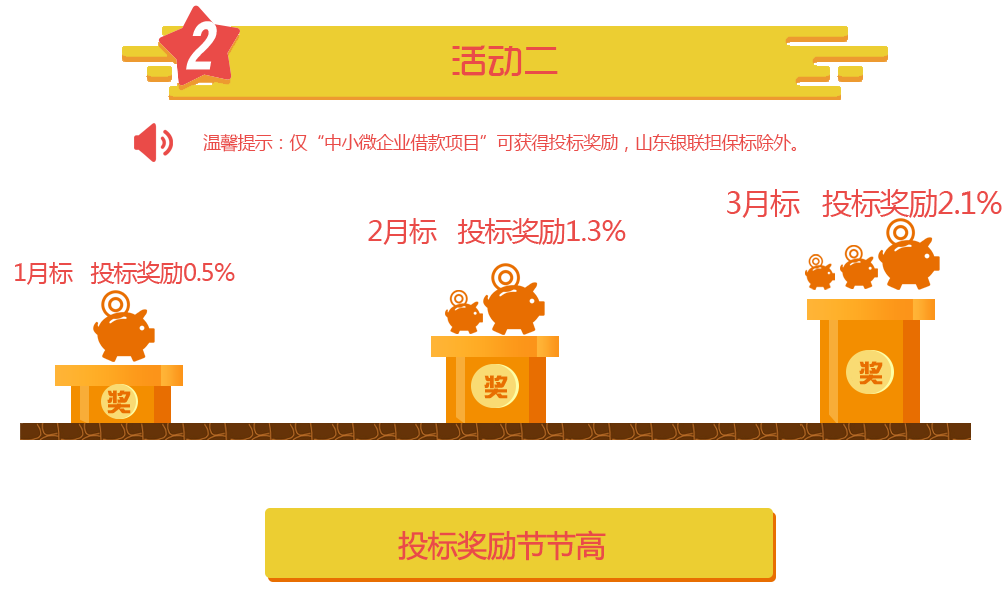 2
活动二
温馨提示：仅“中小微企业借款项目”可获得投标奖励，山东银联担保标除外。
3月标 投标奖励2.1%
2月标 投标奖励1.3%
1月标 投标奖励0.5%
奖
奖
奖
投标奖励节节高